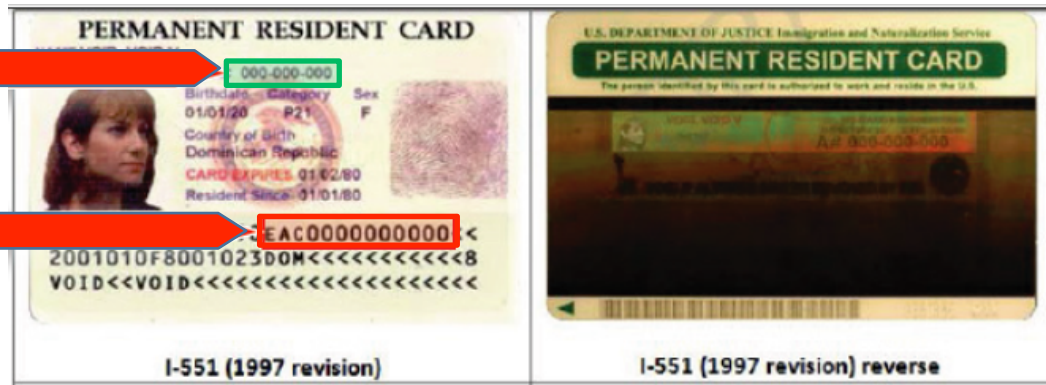 PERMANENT RESIDENT CARD
000-000-000
Birthdate Category Sex
01/01/20 P21 F
Country of Birth
Dominican Republic
CARD EXPIRES 01/02/80
Resident Since 01/01/80
EAC0000000000<<
2001010F8001023DOM<<<<<<<<<<<8
VOID<<VOID<<<<<<<<<<<<<<<<<<<<
I-551 (1997 revision)
U.S. DEPARTMENT OF JUSTICE Immigration and Naturalization Service
PERMANENT RESIDENT CARD
The person identified by this card is authorized to work and reside in the U.S.
A# 000-000-000
I-551 (1997 revision) reverse